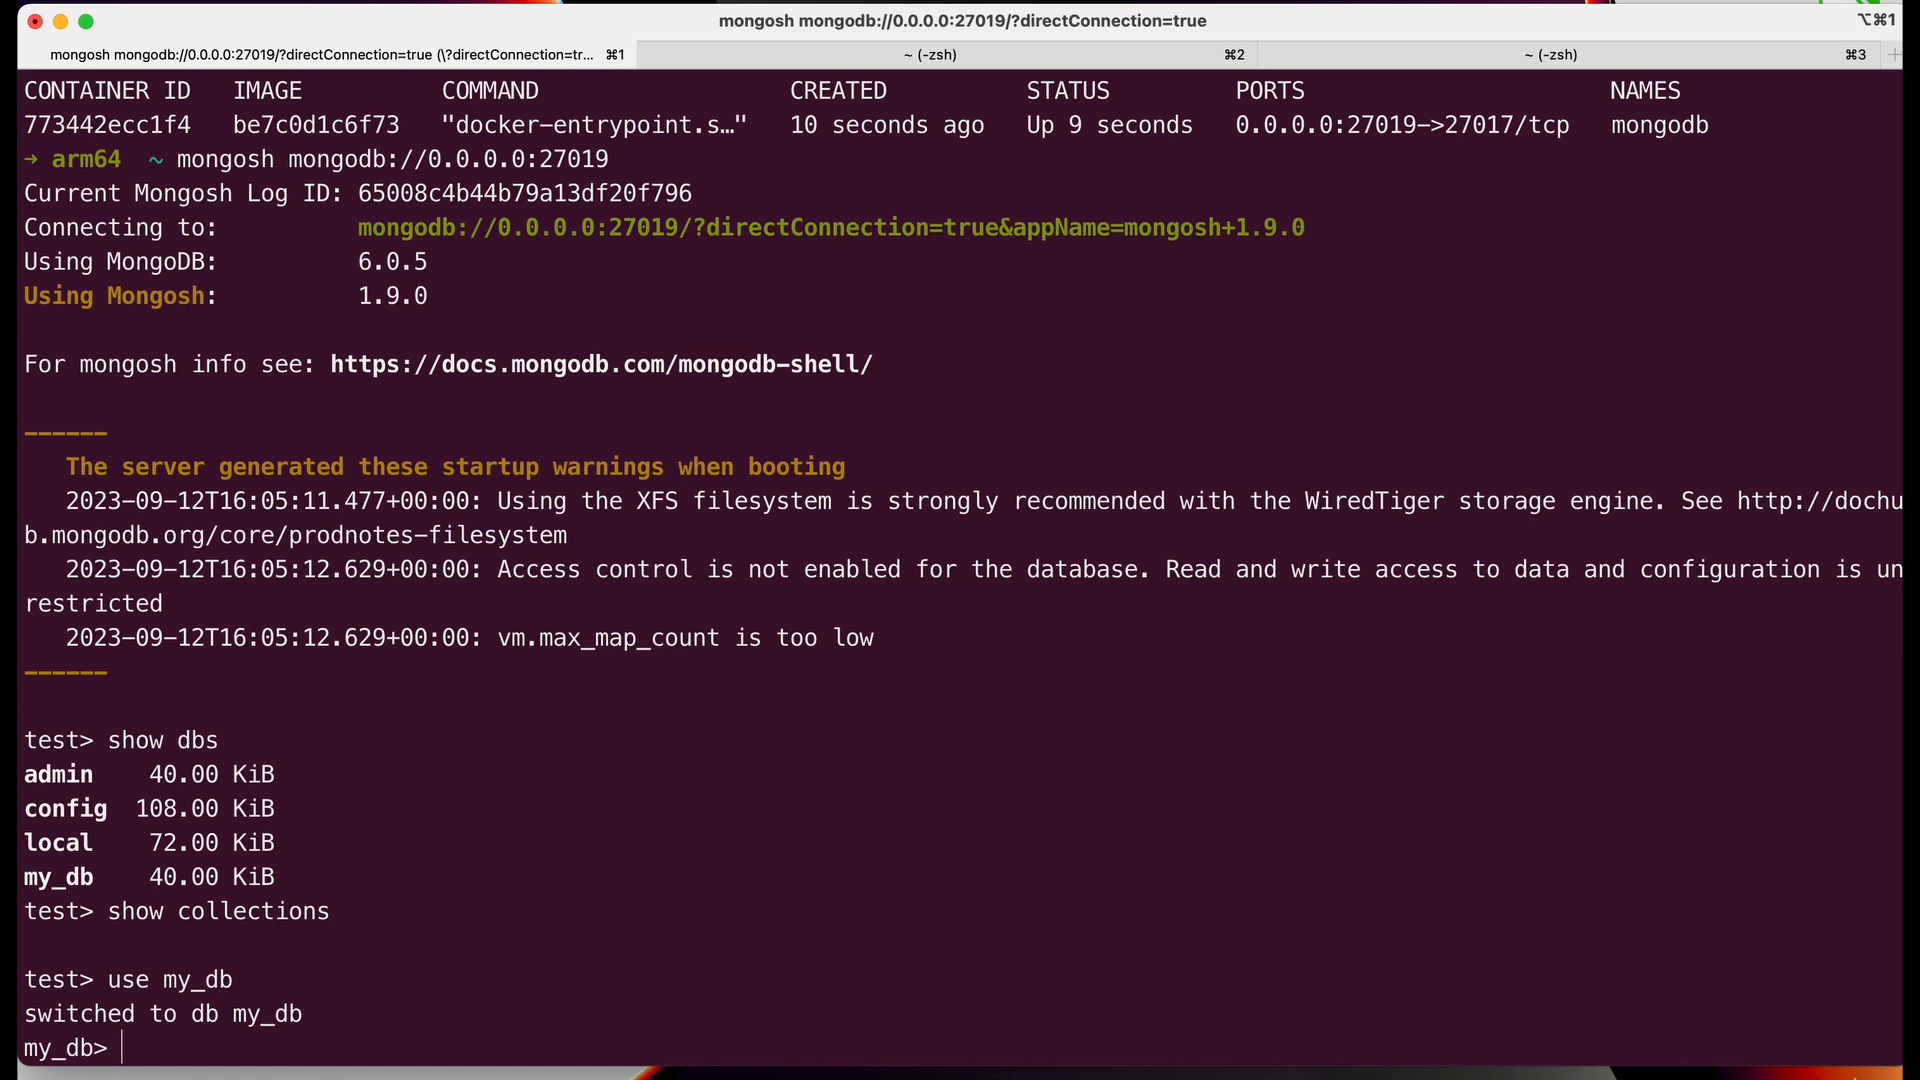 mongosh mongodb://0.0.0.0:27019/?directConnection=true
⌥⌘1
mongosh mongodb://0.0.0.0:27019/?directConnection=true (\?directConnection=tr... ⌘1
~ (-zsh) ⌘2
~ (-zsh) ⌘3
CONTAINER ID IMAGE COMMAND CREATED STATUS PORTS NAMES
773442ecc1f4 be7c0d1c6f73 "docker-entrypoint.s…" 10 seconds ago Up 9 seconds 0.0.0.0:27019->27017/tcp mongodb
→ arm64 ~ mongosh mongodb://0.0.0.0:27019
Current Mongosh Log ID: 65008c4b44b79a13df20f796
Connecting to: mongodb://0.0.0.0:27019/?directConnection=true&appName=mongosh+1.9.0
Using MongoDB: 6.0.5
Using Mongosh: 1.9.0
For mongosh info see: https://docs.mongodb.com/mongodb-shell/
------
The server generated these startup warnings when booting
2023-09-12T16:05:11.477+00:00: Using the XFS filesystem is strongly recommended with the WiredTiger storage engine. See http://dochu
b.mongodb.org/core/prodnotes-filesystem
2023-09-12T16:05:12.629+00:00: Access control is not enabled for the database. Read and write access to data and configuration is un
restricted
2023-09-12T16:05:12.629+00:00: vm.max_map_count is too low
------
test> show dbs
admin 40.00 KiB
config 108.00 KiB
local 72.00 KiB
my_db 40.00 KiB
test> show collections
test> use my_db
switched to db my_db
my_db>